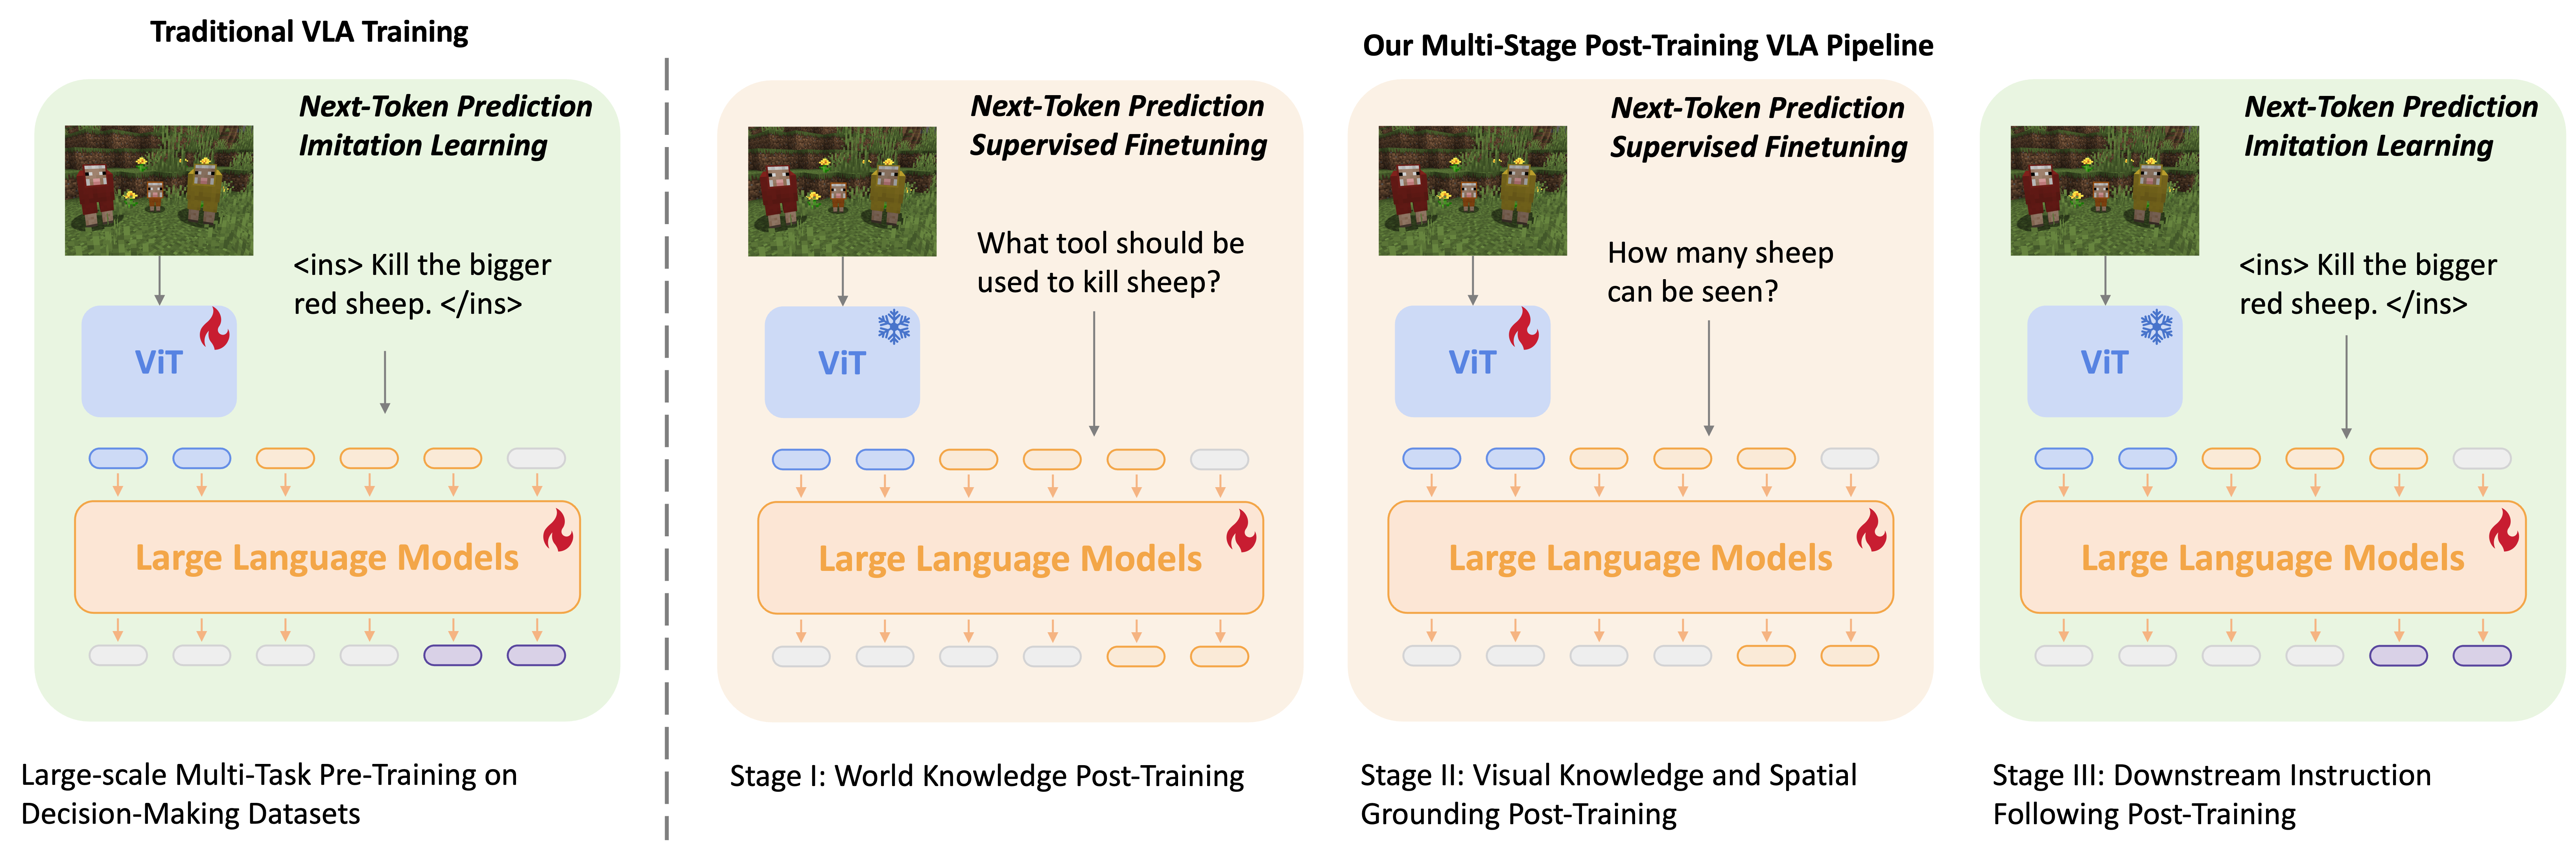 Traditional VLA Training
Next-Token Prediction
Imitation Learning
<ins> Kill the bigger
red sheep. </ins>
ViT
Large Language Models
Large-scale Multi-Task Pre-Training on
Decision-Making Datasets
Our Multi-Stage Post-Training VLA Pipeline
Next-Token Prediction
Supervised Finetuning
What tool should be
used to kill sheep?
ViT
Large Language Models
Stage I: World Knowledge Post-Training
Next-Token Prediction
Supervised Finetuning
How many sheep
can be seen?
ViT
Large Language Models
Stage II: Visual Knowledge and Spatial
Grounding Post-Training
Next-Token Prediction
Imitation Learning
<ins> Kill the bigger
red sheep. </ins>
ViT
Large Language Models
Stage III: Downstream Instruction
Following Post-Training